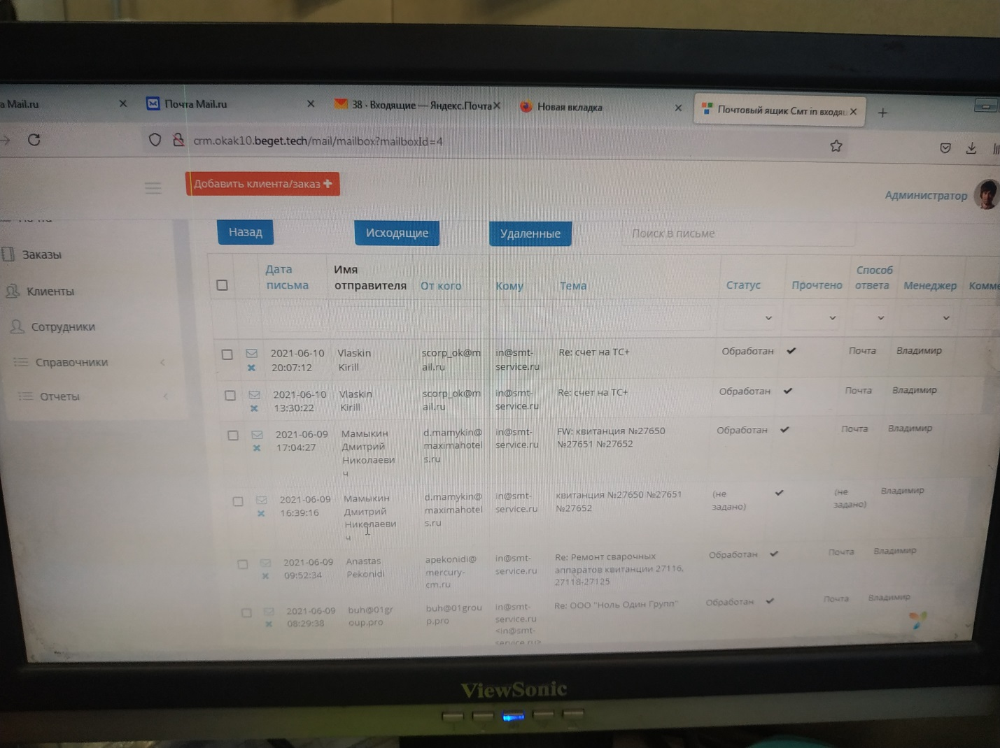 а Mail.ru
Почта Mail.ru
38 · Входящие — Яндекс.Почта
Новая вкладка
Почтовый ящик Смт in входящ
crm.okak10.beget.tech/mail/mailbox?mailboxId=4
Добавить клиента/заказ
Администратор
Заказы
Клиенты
Сотрудники
Справочники
Отчеты
Назад
Исходящие
Удаленные
Поиск в письме
Дата письма
Имя отправителя
От кого
Кому
Тема
Статус
Прочтено
Способ ответа
Менеджер
Комме
2021-06-10 Vlaskin scorp_ok@m in@smt- Re: счет на ТС+ Обработан Почта Владимир
20:07:12 Kirill ail.ru service.ru
2021-06-10 Vlaskin scorp_ok@m in@smt- Re: счет на ТС+ Обработан Почта Владимир
13:30:22 Kirill ail.ru service.ru
2021-06-09 Мамыкин d.mamykin@ in@smt- FW: квитанция №27650 Обработан Почта Владимир
17:04:27 Дмитрий maximahotel service.ru №27651 №27652
Николаеви s.ru
ч
2021-06-09 Мамыкин d.mamykin@ in@smt- квитанция №27650 №27651 (не (не Владимир
16:39:16 Дмитрий maximahotel service.ru №27652 задано) задано)
Николаеви s.ru
ч
2021-06-09 Anastas apekonidi@ in@smt- Re: Ремонт сварочных Обработан Почта Владимир
09:52:34 Pekonidi mercury- service.ru аппаратов квитанции 27116,
cm.ru 27118-27125
2021-06-09 buh@01gr buh@01grou in@smt- Re: ООО "Ноль Один Групп" Обработан Почта Владимир
08:29:38 oup.pro p.pro service.ru
<in@smt-
service.ru>
ViewSonic